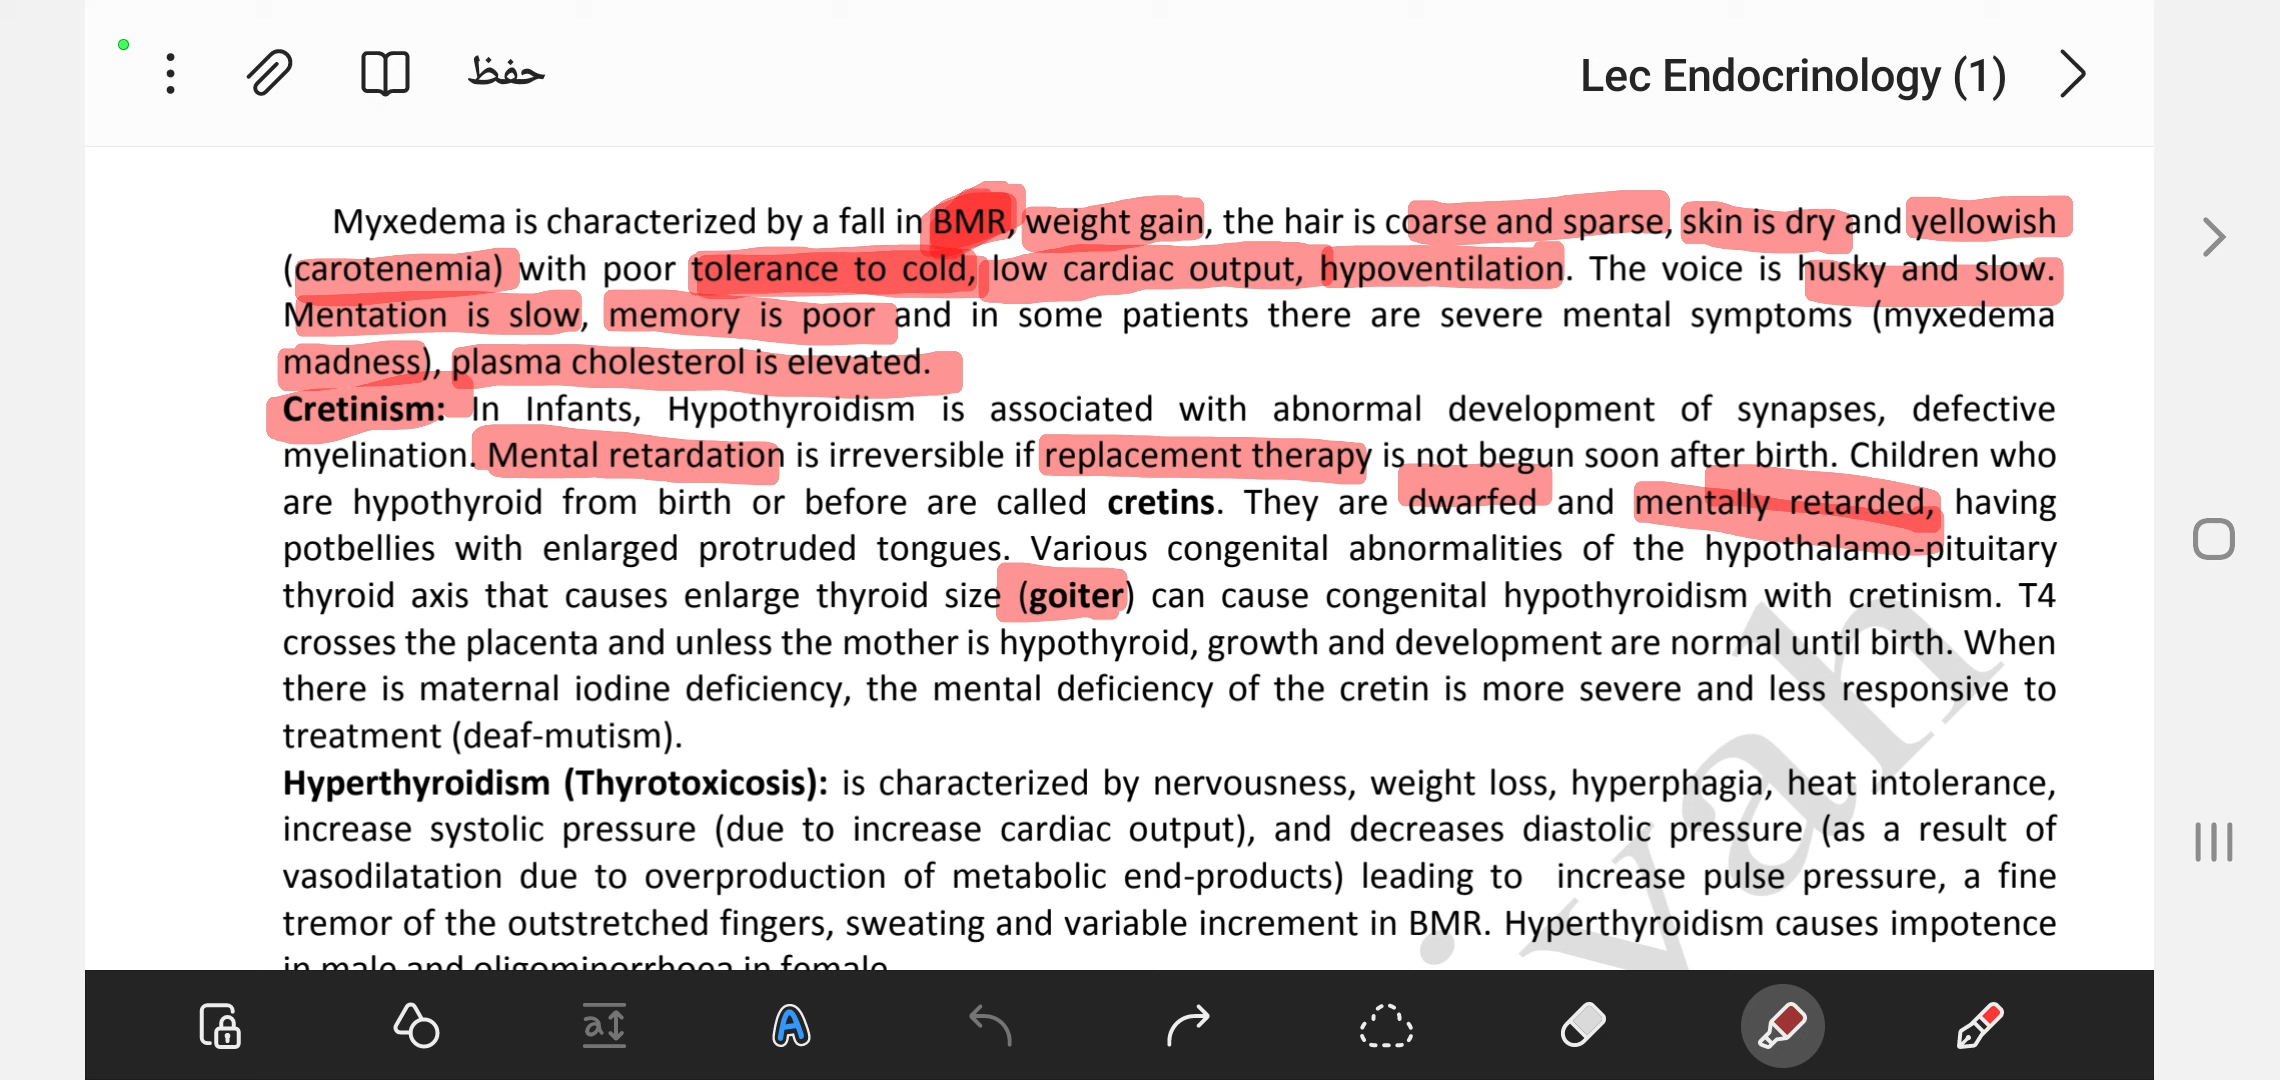 حفظ
Lec Endocrinology (1)
Myxedema is characterized by a fall in BMR, weight gain, the hair is coarse and sparse, skin is dry and yellowish
(carotenemia) with poor tolerance to cold, low cardiac output, hypoventilation. The voice is husky and slow.
Mentation is slow, memory is poor and in some patients there are severe mental symptoms (myxedema
madness), plasma cholesterol is elevated.
Cretinism: In Infants, Hypothyroidism is associated with abnormal development of synapses, defective
myelination. Mental retardation is irreversible if replacement therapy is not begun soon after birth. Children who
are hypothyroid from birth or before are called cretins. They are dwarfed and mentally retarded, having
potbellies with enlarged protruded tongues. Various congenital abnormalities of the hypothalamo-pituitary
thyroid axis that causes enlarge thyroid size (goiter) can cause congenital hypothyroidism with cretinism. T4
crosses the placenta and unless the mother is hypothyroid, growth and development are normal until birth. When
there is maternal iodine deficiency, the mental deficiency of the cretin is more severe and less responsive to
treatment (deaf-mutism).
Hyperthyroidism (Thyrotoxicosis): is characterized by nervousness, weight loss, hyperphagia, heat intolerance,
increase systolic pressure (due to increase cardiac output), and decreases diastolic pressure (as a result of
vasodilatation due to overproduction of metabolic end-products) leading to increase pulse pressure, a fine
tremor of the outstretched fingers, sweating and variable increment in BMR. Hyperthyroidism causes impotence
in male and oligominorrhoea in female